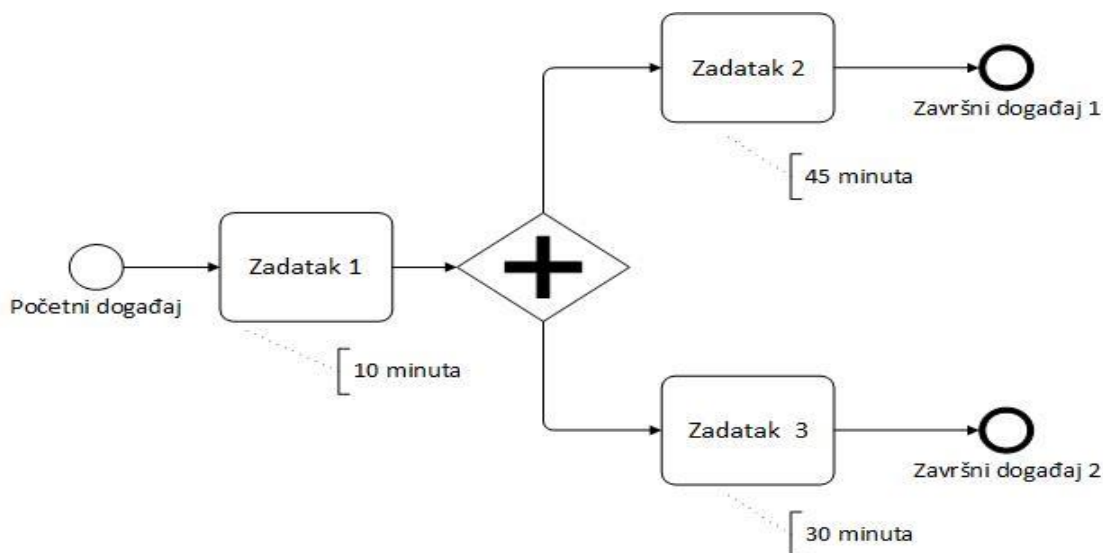 Zadatak 2
Završni događaj 1
45 minuta
Zadatak 1
Početni događaj
10 minuta
Zadatak 3
Završni događaj 2
30 minuta